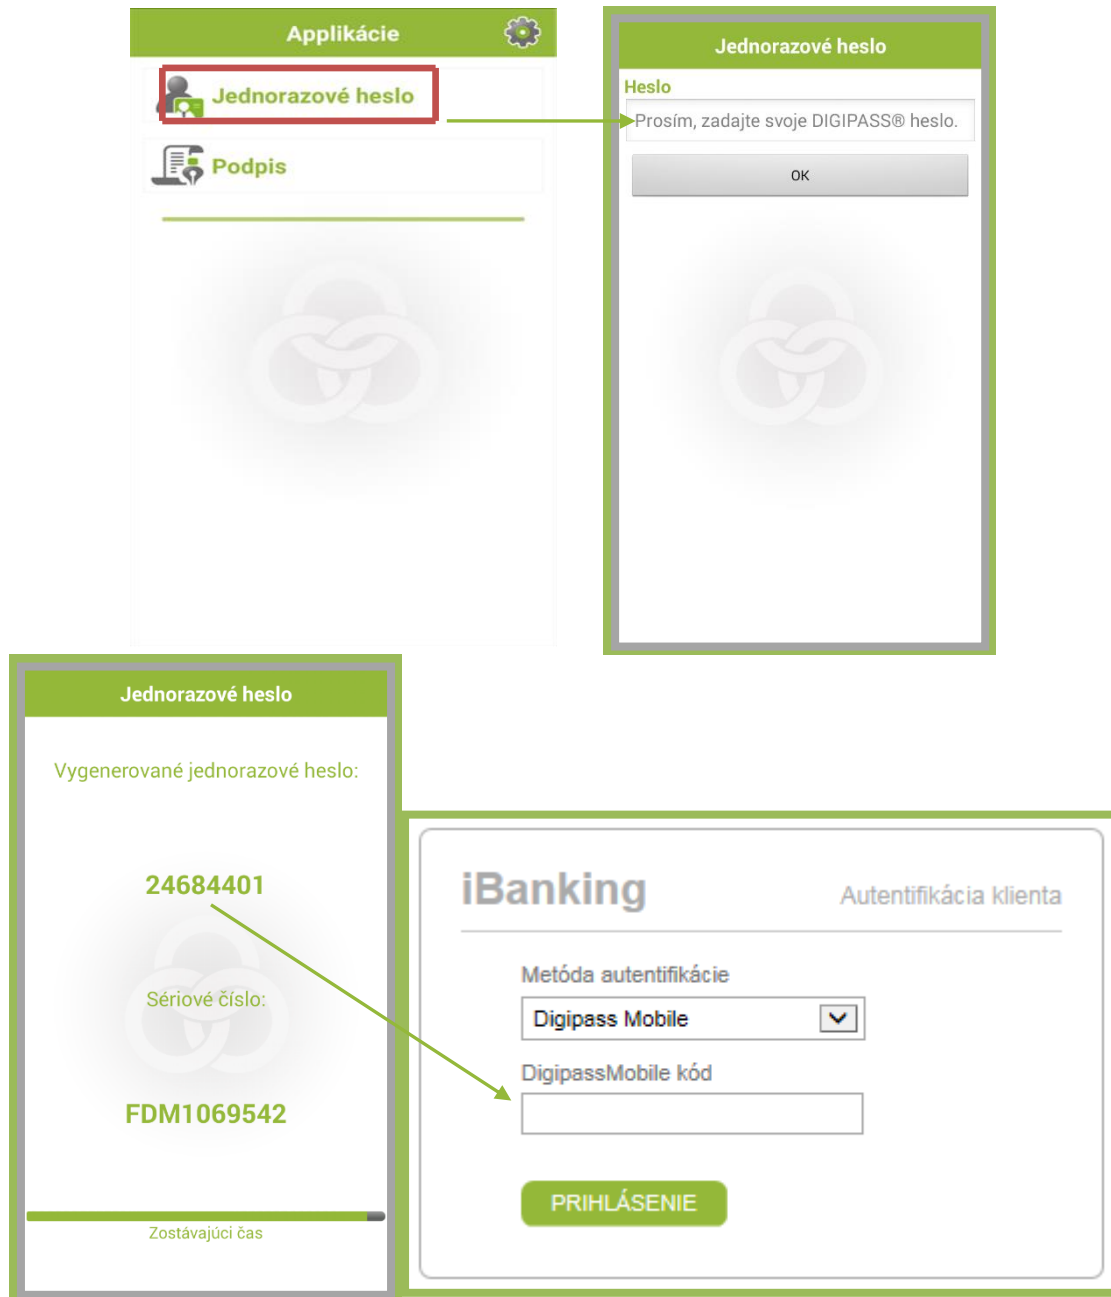 Applikácie
Jednorazové heslo
Podpis
Jednorazové heslo
Heslo
Prosím, zadajte svoje DIGIPASS® heslo.
OK
Jednorazové heslo
Vygenerované jednorazové heslo:
24684401
Sériové číslo:
FDM1069542
Zostávajúci čas
iBanking
Autentifikácia klienta
Metóda autentifikácie
Digipass Mobile
DigipassMobile kód
PRIHLÁSENIE